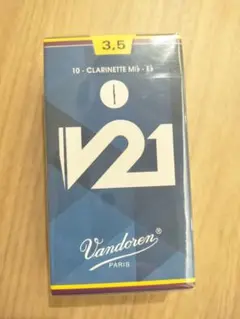 3,5
10 - CLARINETTE MI♭ - E♭
V21
Vandoren®
PARIS